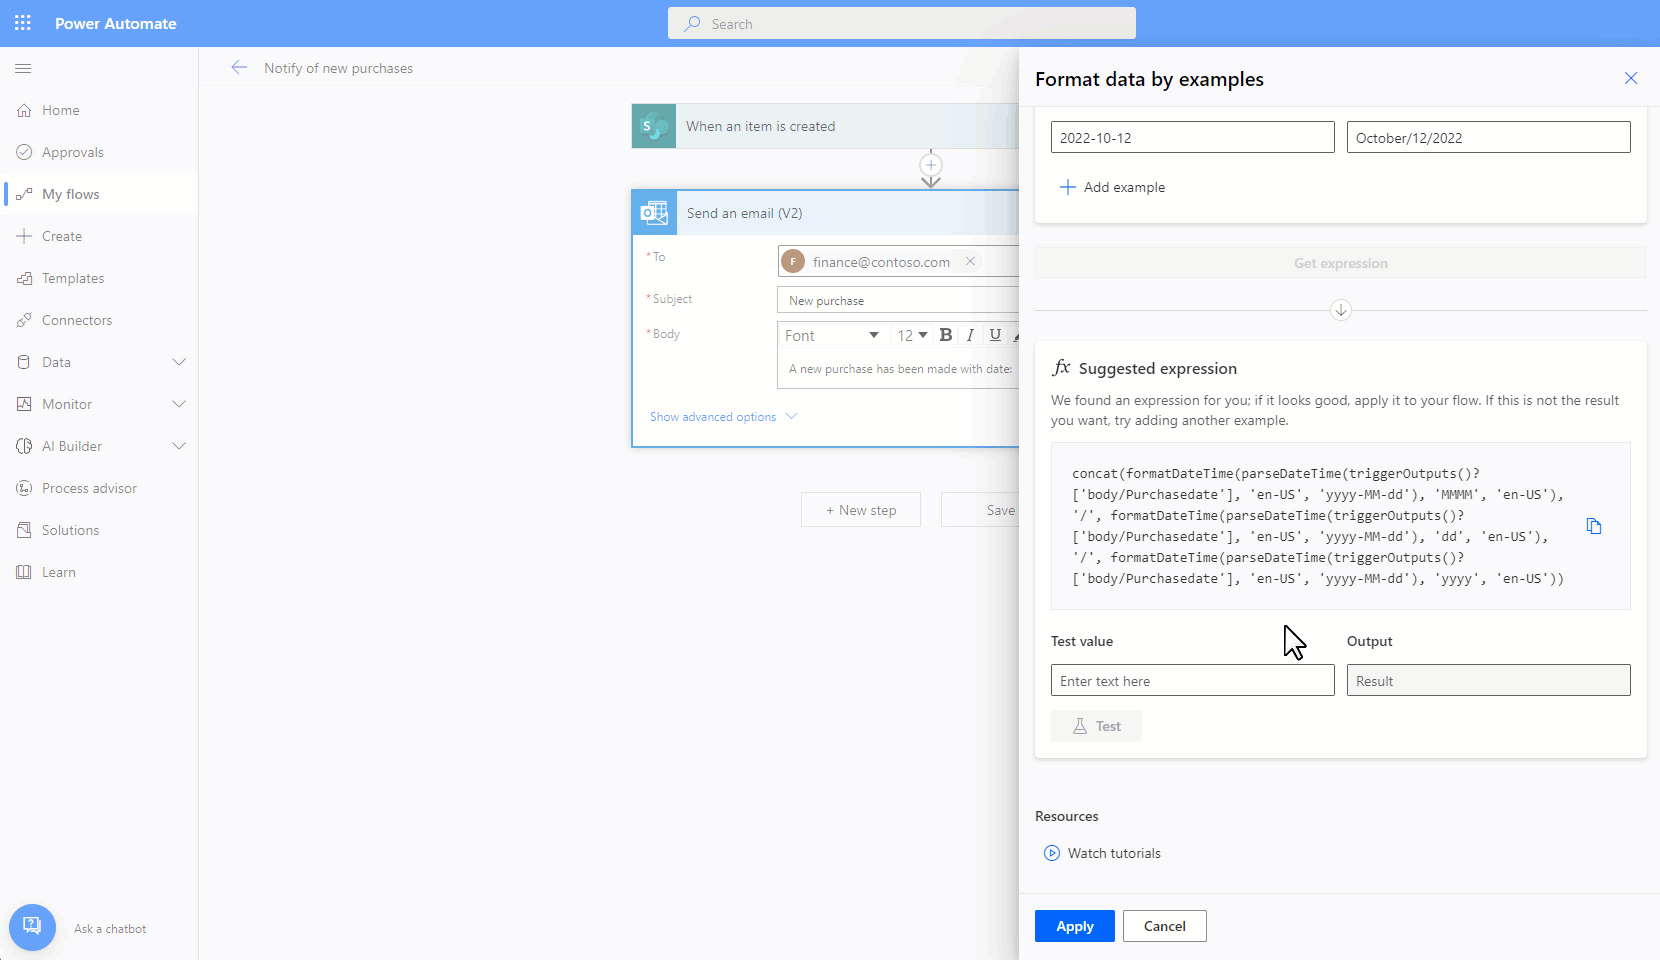 Power Automate
Search
Home
Approvals
My flows
Create
Templates
Connectors
Data
Monitor
AI Builder
Process advisor
Solutions
Learn
Ask a chatbot
Notify of new purchases
S
When an item is created
Send an email (V2)
*To
F finance@contoso.com
*Subject
New purchase
*Body
Font 12 B I U
A new purchase has been made with date:
Show advanced options
+ New step
Save
Format data by examples
2022-10-12 October/12/2022
Add example
Get expression
fx Suggested expression
We found an expression for you; if it looks good, apply it to your flow. If this is not the result
you want, try adding another example.
concat(formatDateTime(parseDateTime(triggerOutputs()?
['body/Purchasedate'], 'en-US', 'yyyy-MM-dd'), 'MMMM', 'en-US'),
'/', formatDateTime(parseDateTime(triggerOutputs()?
['body/Purchasedate'], 'en-US', 'yyyy-MM-dd'), 'dd', 'en-US'),
'/', formatDateTime(parseDateTime(triggerOutputs()?
['body/Purchasedate'], 'en-US', 'yyyy-MM-dd'), 'yyyy', 'en-US'))
Test value Output
Enter text here Result
Test
Resources
Watch tutorials
Apply Cancel